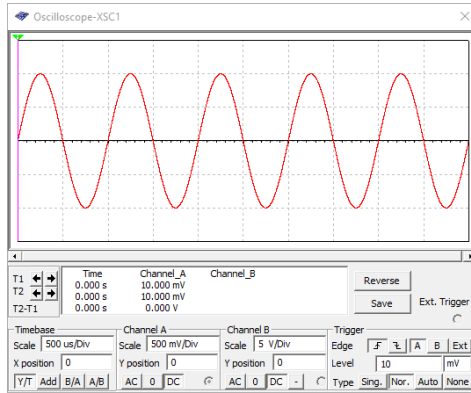 Oscilloscope-XSC1
Time Channel_A Channel_B
T1 0.000 s 10.000 mV
T2 0.000 s 10.000 mV
T2-T1 0.000 s 0.000 V
Reverse
Save Ext. Trigger
Timebase Channel A Channel B Trigger
Scale 500 us/Div Scale 500 mV/Div Scale 5 V/Div Edge A B Ext
X position 0 Y position 0 Y position 0 Level 10 mV
Y/T Add B/A A/B AC 0 DC AC 0 DC - Type Sing. Nor. Auto None